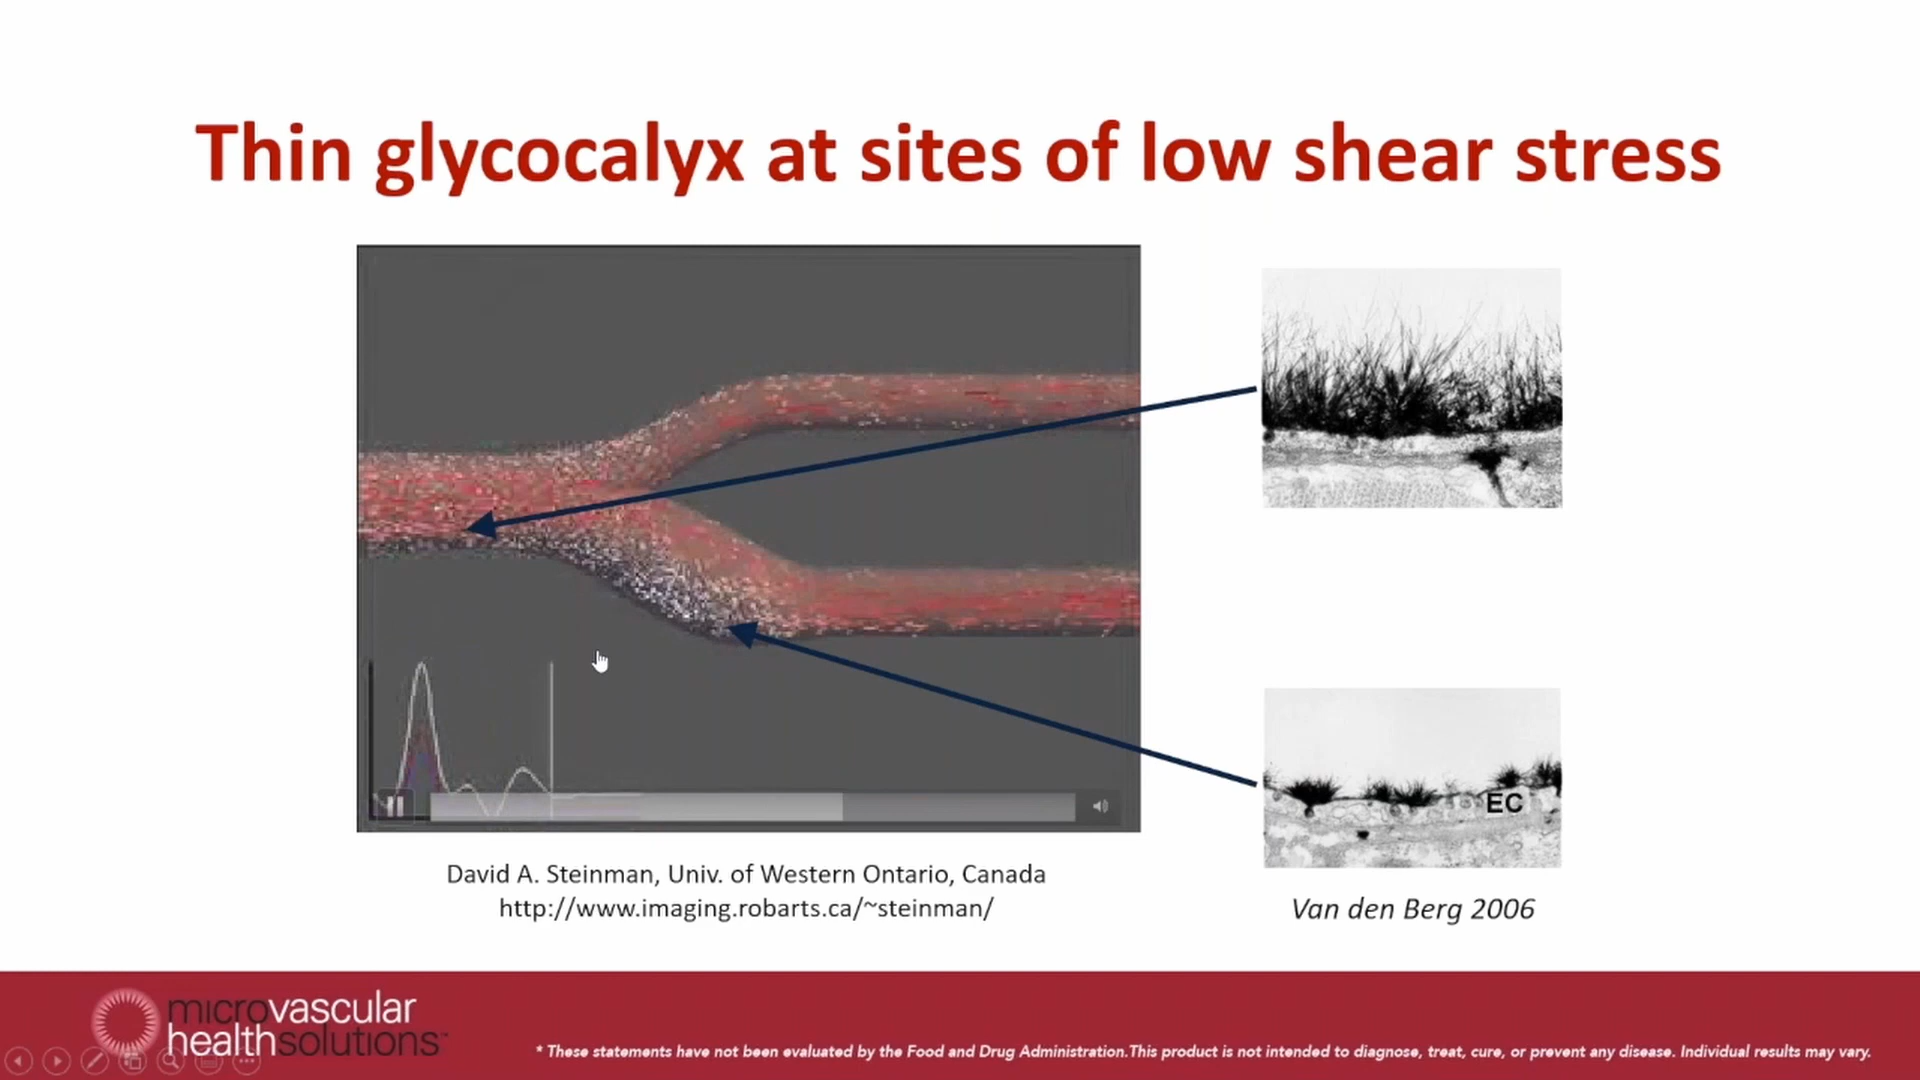 Thin glycocalyx at sites of low shear stress
EC
David A. Steinman, Univ. of Western Ontario, Canada
http://www.imaging.robarts.ca/~steinman/
Van den Berg 2006
microvascular
healthsolutions™
* These statements have not been evaluated by the Food and Drug Administration.This product is not intended to diagnose, treat, cure, or prevent any disease. Individual results may vary.